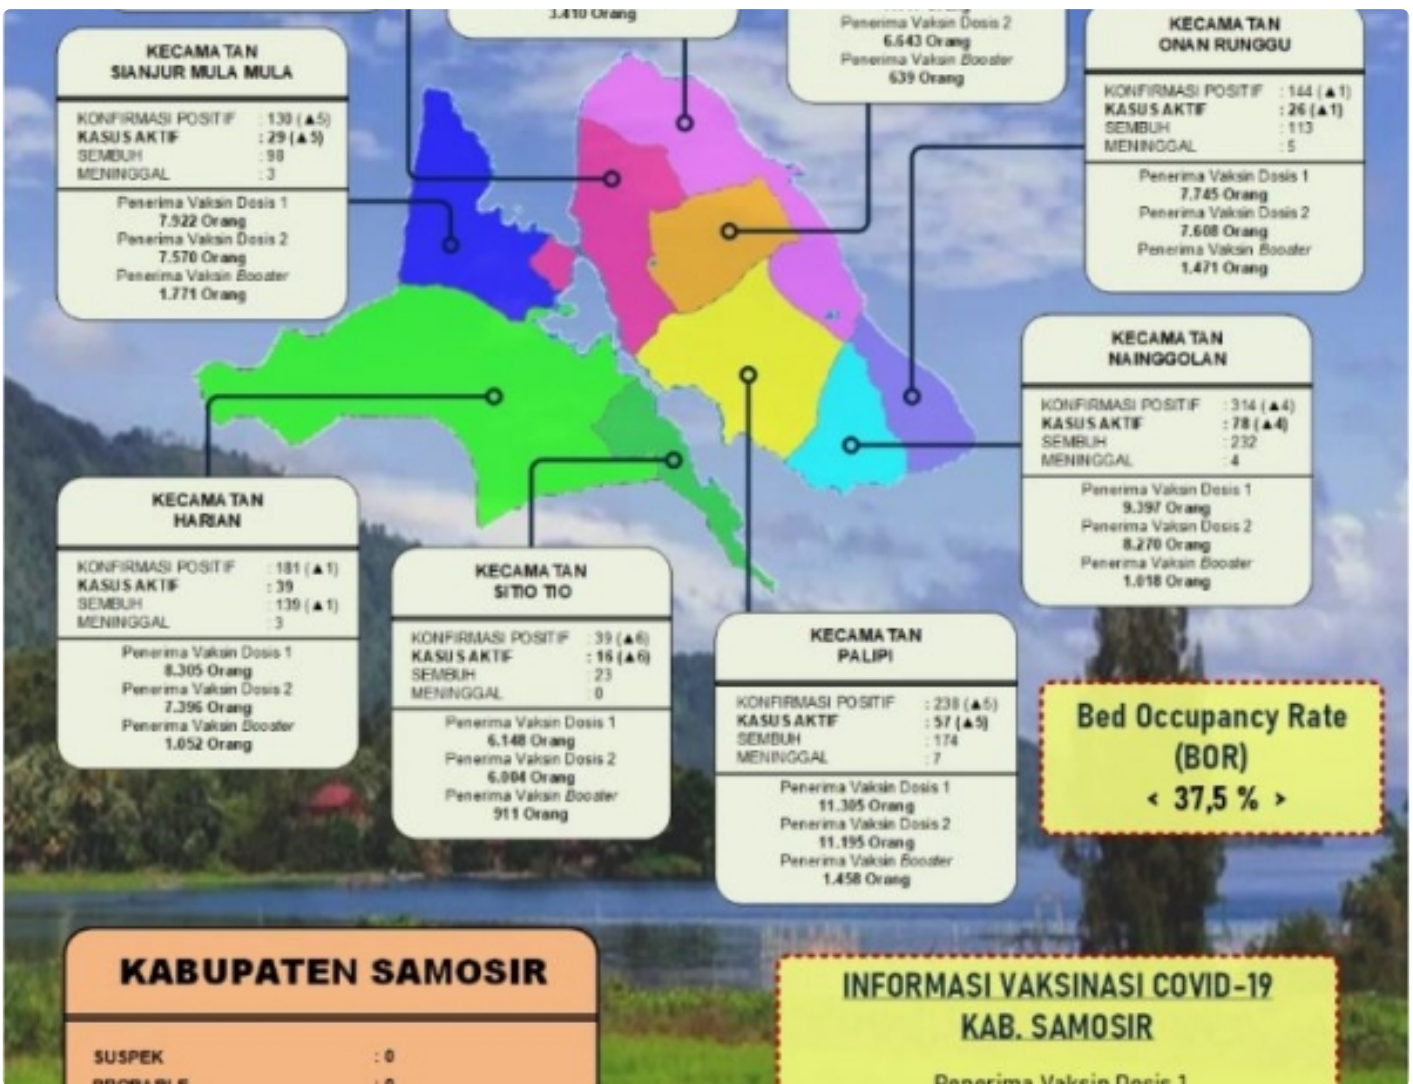 3.410 Orang
Penerima Vaksin Dosis 2
6.643 Orang
Penerima Vaksin Booster
639 Orang
KECAMATAN
SIANJUR MULA MULA
KONFIRMASI POSITIF : 130 (▲5)
KASUS AKTIF : 29 (▲5)
SEMBUH : 98
MENINGGAL : 3
Penerima Vaksin Dosis 1
7.922 Orang
Penerima Vaksin Dosis 2
7.570 Orang
Penerima Vaksin Booster
1.771 Orang
KECAMATAN
ONAN RUNGGU
KONFIRMASI POSITIF : 144 (▲1)
KASUS AKTIF : 26 (▲1)
SEMBUH : 113
MENINGGAL : 5
Penerima Vaksin Dosis 1
7.745 Orang
Penerima Vaksin Dosis 2
7.608 Orang
Penerima Vaksin Booster
1.471 Orang
KECAMATAN
NAINGGOLAN
KONFIRMASI POSITIF : 314 (▲4)
KASUS AKTIF : 78 (▲4)
SEMBUH : 232
MENINGGAL : 4
Penerima Vaksin Dosis 1
9.397 Orang
Penerima Vaksin Dosis 2
8.270 Orang
Penerima Vaksin Booster
1.018 Orang
KECAMATAN
HARIAN
KONFIRMASI POSITIF : 181 (▲1)
KASUS AKTIF : 39
SEMBUH : 139 (▲1)
MENINGGAL : 3
Penerima Vaksin Dosis 1
8.305 Orang
Penerima Vaksin Dosis 2
7.396 Orang
Penerima Vaksin Booster
1.052 Orang
KECAMATAN
SITIO TIO
KONFIRMASI POSITIF : 39 (▲6)
KASUS AKTIF : 16 (▲6)
SEMBUH : 23
MENINGGAL : 0
Penerima Vaksin Dosis 1
6.148 Orang
Penerima Vaksin Dosis 2
6.004 Orang
Penerima Vaksin Booster
911 Orang
KECAMATAN
PALIPI
KONFIRMASI POSITIF : 238 (▲5)
KASUS AKTIF : 57 (▲5)
SEMBUH : 174
MENINGGAL : 7
Penerima Vaksin Dosis 1
11.305 Orang
Penerima Vaksin Dosis 2
11.195 Orang
Penerima Vaksin Booster
1.458 Orang
Bed Occupancy Rate
(BOR)
< 37,5 % >
KABUPATEN SAMOSIR
SUSPEK : 0
PROBABLE : 0
INFORMASI VAKSINASI COVID-19
KAB. SAMOSIR
Penerima Vaksin Dosis 1